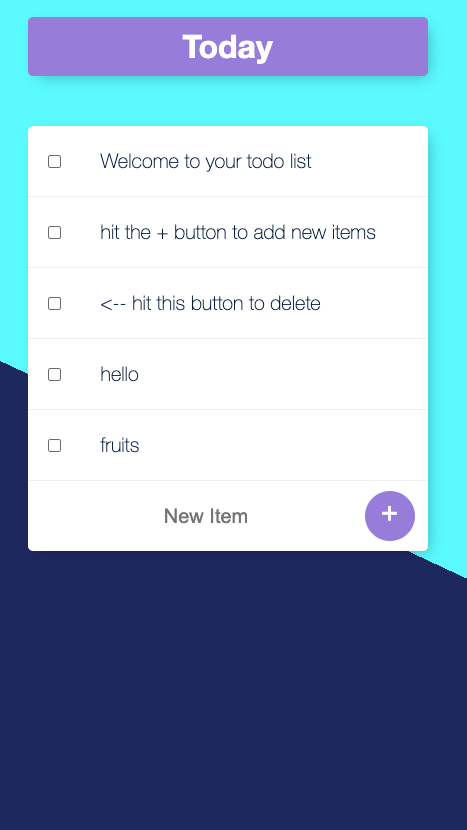 Today
Welcome to your todo list
hit the + button to add new items
<-- hit this button to delete
hello
fruits
New Item
+